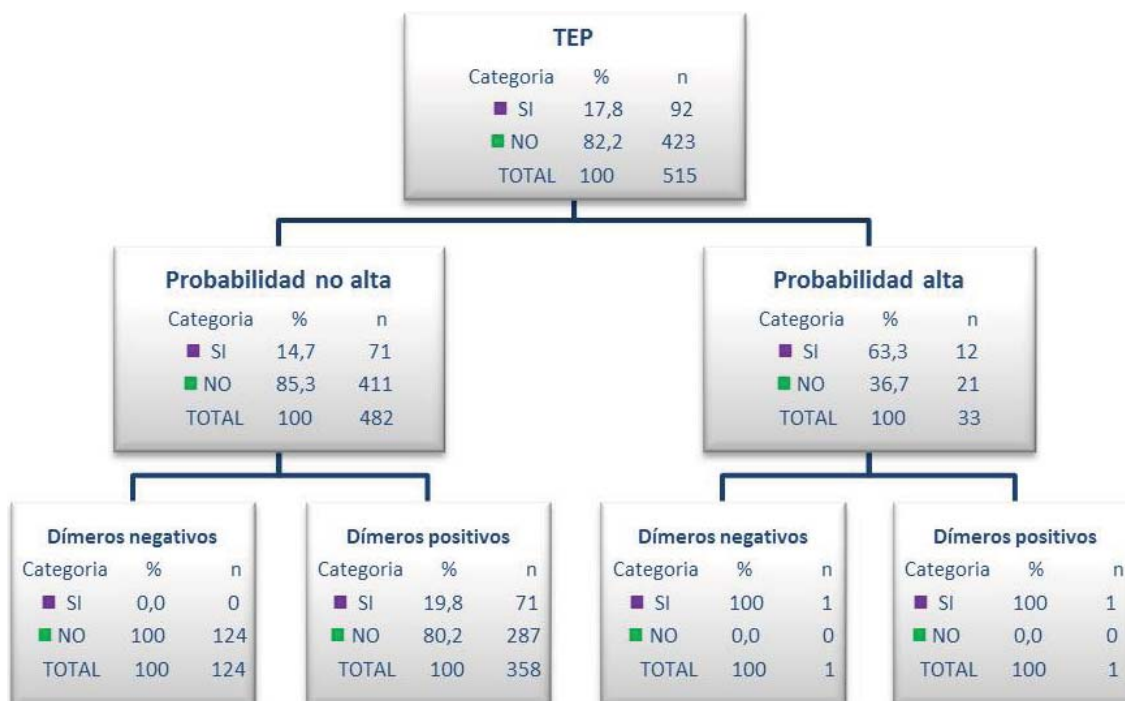 TEP
Categoria % n
SI 17,8 92
NO 82,2 423
TOTAL 100 515
Probabilidad no alta
Categoria % n
SI 14,7 71
NO 85,3 411
TOTAL 100 482
Probabilidad alta
Categoria % n
SI 63,3 12
NO 36,7 21
TOTAL 100 33
Dímeros negativos
Categoria % n
SI 0,0 0
NO 100 124
TOTAL 100 124
Dímeros positivos
Categoria % n
SI 19,8 71
NO 80,2 287
TOTAL 100 358
Dímeros negativos
Categoria % n
SI 100 1
NO 0,0 0
TOTAL 100 1
Dímeros positivos
Categoria % n
SI 100 1
NO 0,0 0
TOTAL 100 1